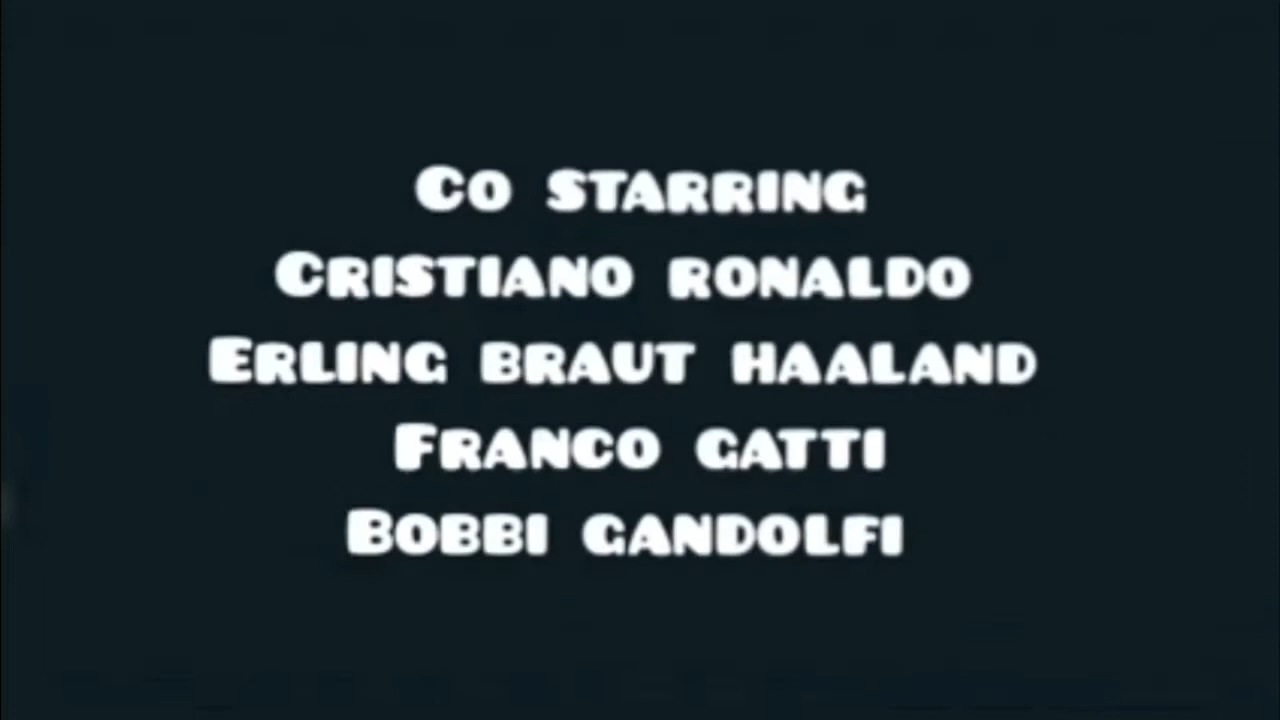 Co starring
Cristiano ronaldo
Erling braut haaland
Franco gatti
Bobbi gandolfi